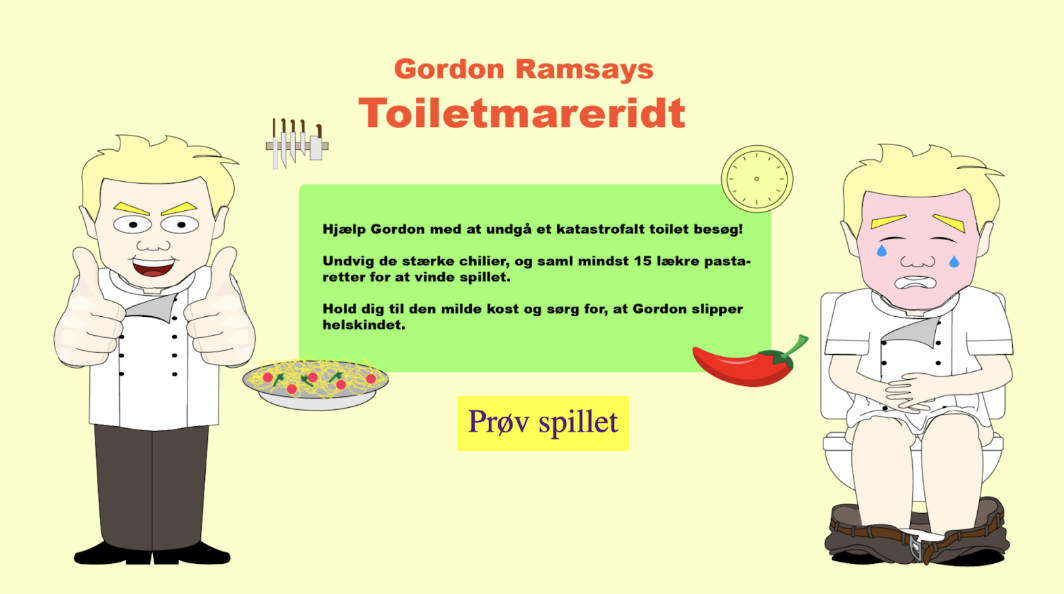 Gordon Ramsays
Toiletmareridt
Hjælp Gordon med at undgå et katastrofalt toilet besøg!
Undvig de stærke chilier, og saml mindst 15 lækre pasta-
retter for at vinde spillet.
Hold dig til den milde kost og sørg for, at Gordon slipper
helskindet.
Prøv spillet